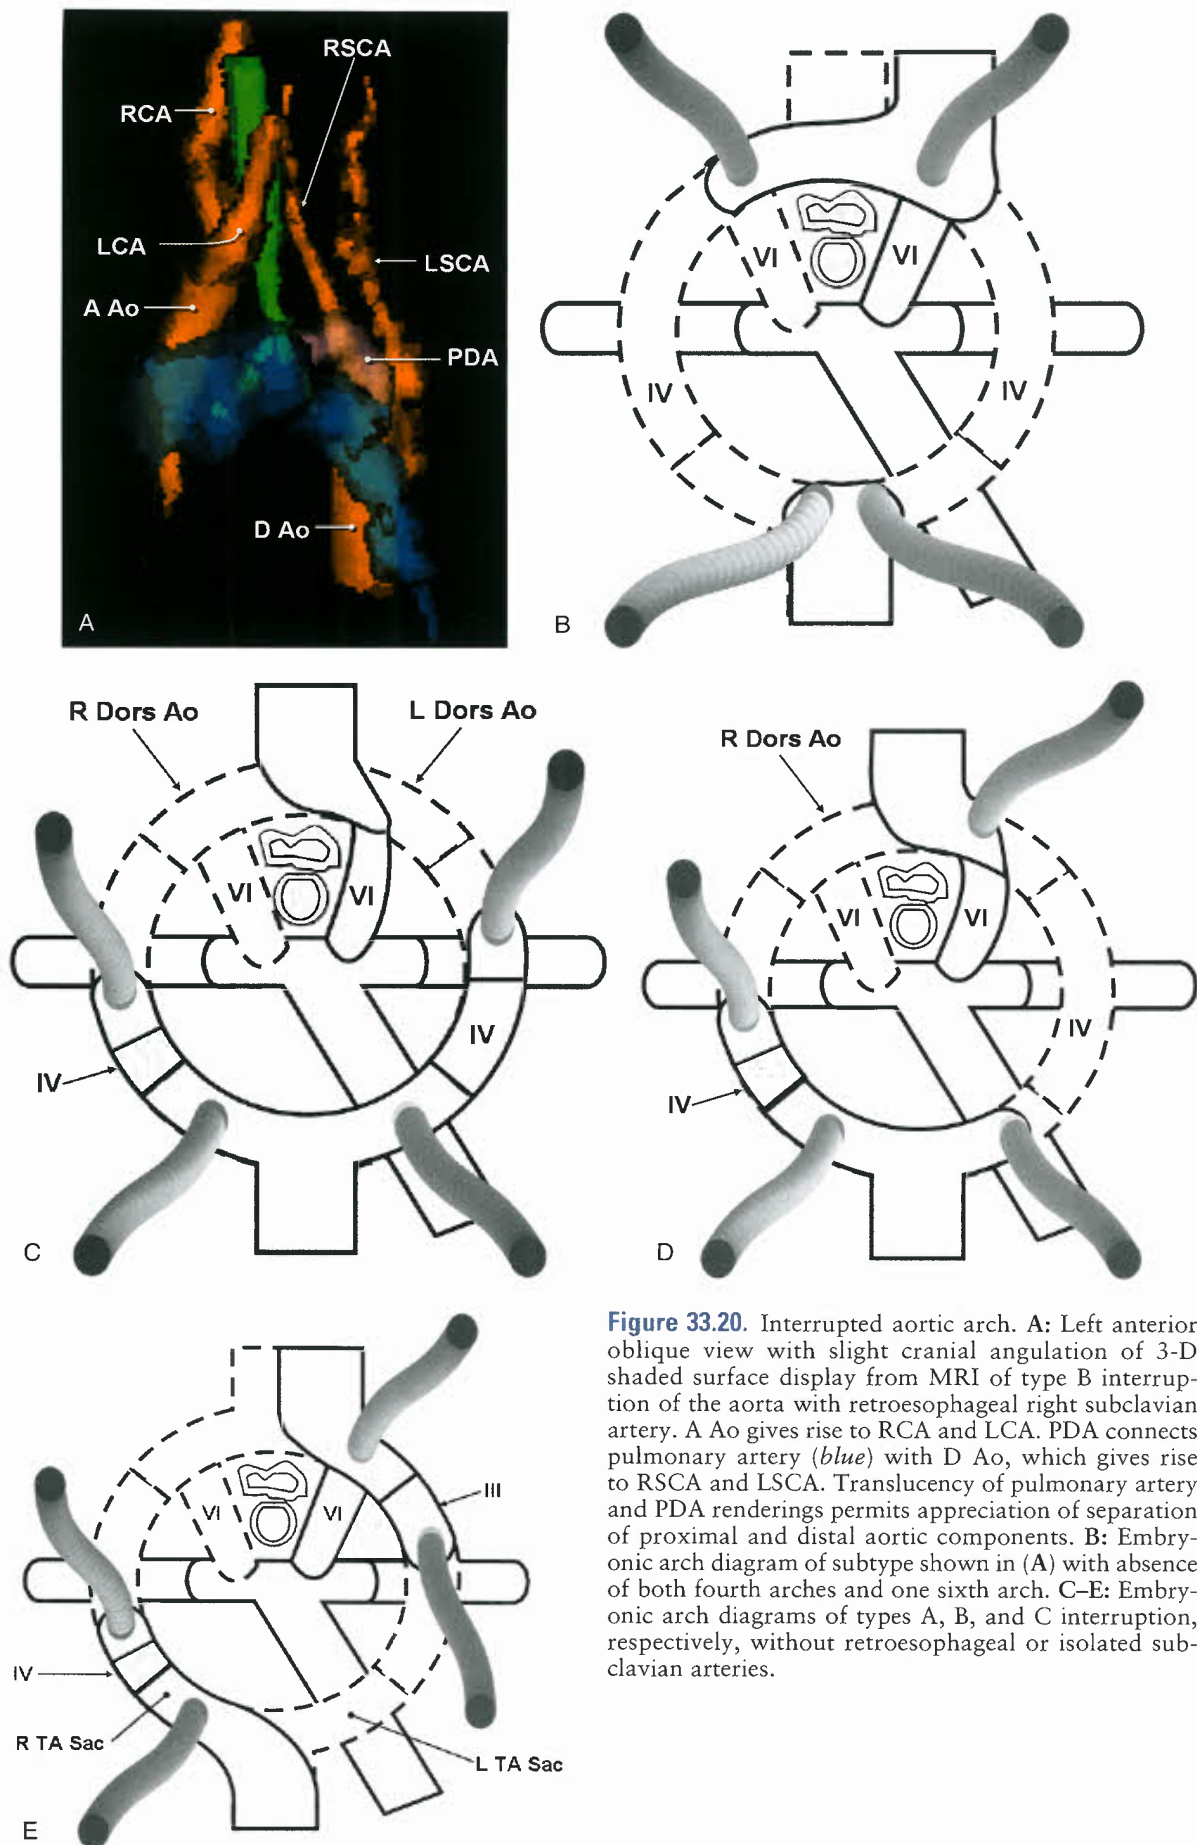 RSCA
RCA
LCA
LSCA
A Ao
PDA
D Ao
A
VI
VI
IV
IV
B
R Dors Ao
L Dors Ao
VI
VI
IV
IV
C
R Dors Ao
VI
VI
IV
IV
D
VI
VI
III
IV
R TA Sac
L TA Sac
E
Figure 33.20. Interrupted aortic arch. A: Left anterior
oblique view with slight cranial angulation of 3-D
shaded surface display from MRI of type B interrup-
tion of the aorta with retroesophageal right subclavian
artery. A Ao gives rise to RCA and LCA. PDA connects
pulmonary artery (blue) with D Ao, which gives rise
to RSCA and LSCA. Translucency of pulmonary artery
and PDA renderings permits appreciation of separation
of proximal and distal aortic components. B: Embry-
onic arch diagram of subtype shown in (A) with absence
of both fourth arches and one sixth arch. C–E: Embry-
onic arch diagrams of types A, B, and C interruption,
respectively, without retroesophageal or isolated sub-
clavian arteries.